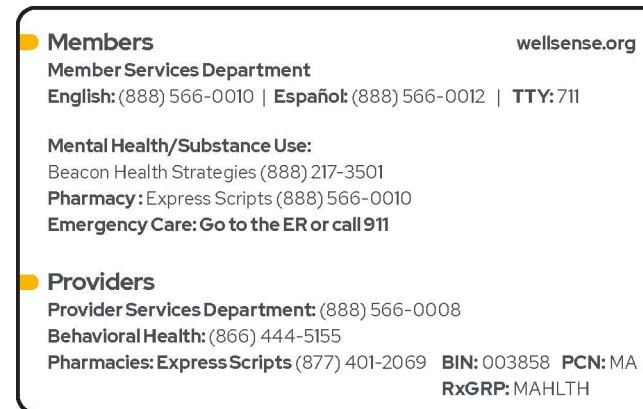 Members wellsense.org
Member Services Department
English: (888) 566-0010 | Español: (888) 566-0012 | TTY: 711
Mental Health/Substance Use:
Beacon Health Strategies (888) 217-3501
Pharmacy: Express Scripts (888) 566-0010
Emergency Care: Go to the ER or call 911
Providers
Provider Services Department: (888) 566-0008
Behavioral Health: (866) 444-5155
Pharmacies: Express Scripts (877) 401-2069 BIN: 003858 PCN: MA
RxGRP: MAHLTH